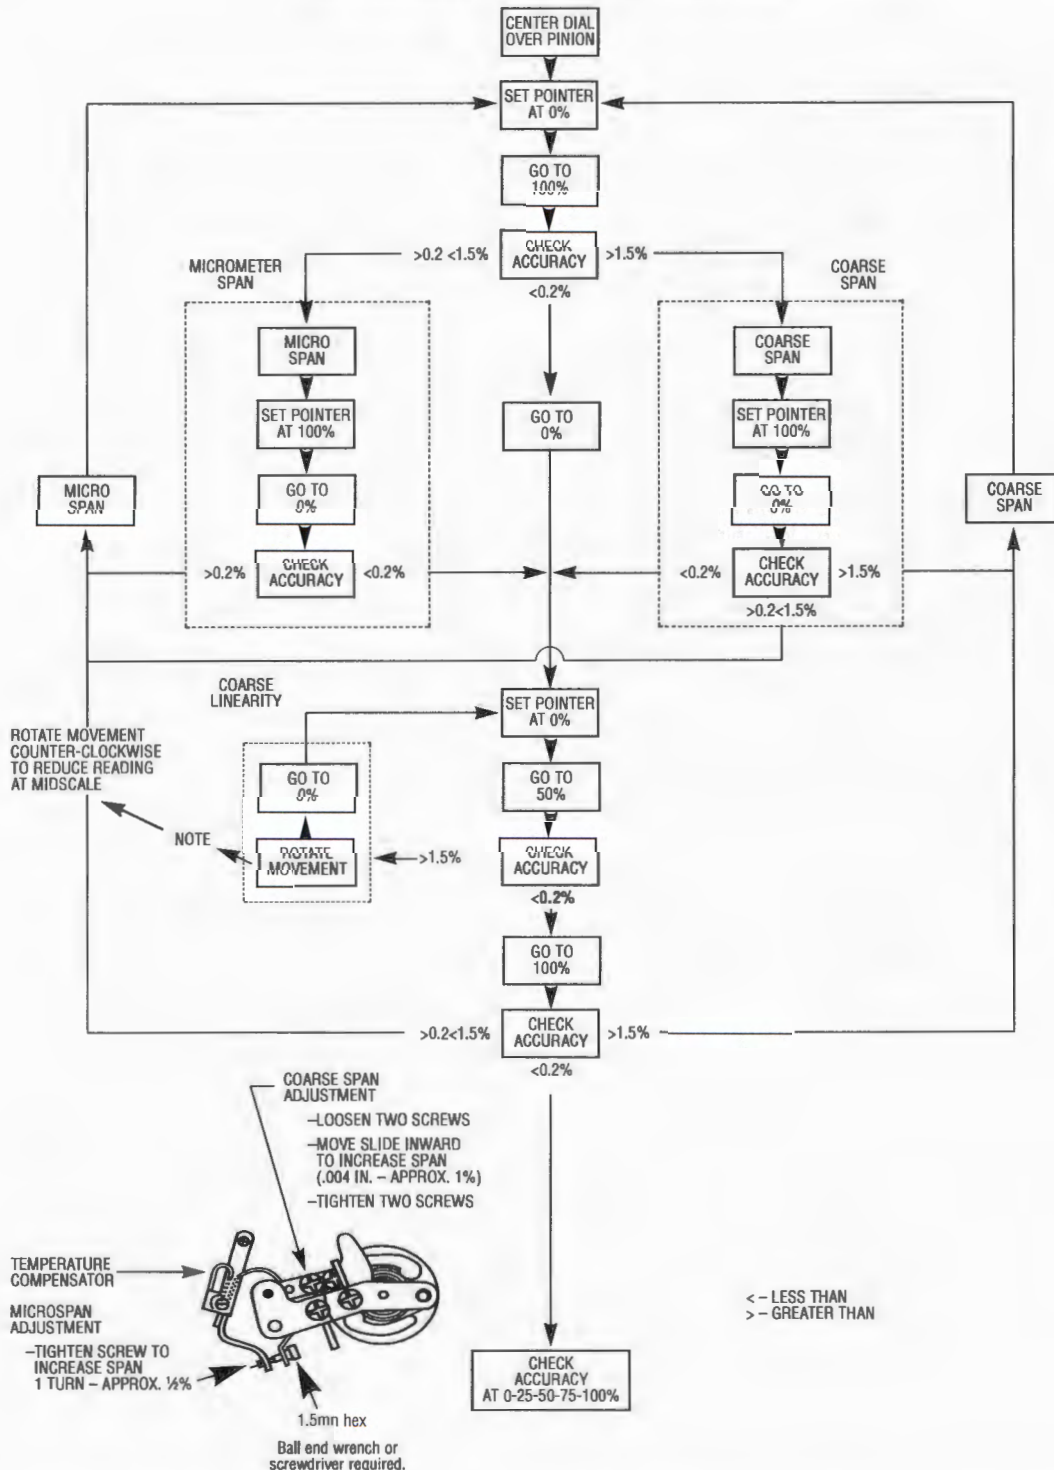 CENTER DIAL
OVER PINION
SET POINTER
AT 0%
GO TO
100%
CHECK
ACCURACY
>0.2 <1.5%
>1.5%
<0.2%
MICROMETER
SPAN
COARSE
SPAN
MICRO
SPAN
SET POINTER
AT 100%
GO TO
0%
CHECK
ACCURACY
>0.2%
<0.2%
GO TO
0%
COARSE
SPAN
SET POINTER
AT 100%
GO TO
0%
CHECK
ACCURACY
<0.2%
>1.5%
>0.2<1.5%
MICRO
SPAN
COARSE
SPAN
COARSE
LINEARITY
SET POINTER
AT 0%
ROTATE MOVEMENT
COUNTER-CLOCKWISE
TO REDUCE READING
AT MIDSCALE
GO TO
0%
GO TO
50%
NOTE
ROTATE
MOVEMENT
>1.5%
CHECK
ACCURACY
<0.2%
GO TO
100%
>0.2<1.5%
CHECK
ACCURACY
>1.5%
<0.2%
COARSE SPAN
ADJUSTMENT
–LOOSEN TWO SCREWS
–MOVE SLIDE INWARD
TO INCREASE SPAN
(.004 IN. – APPROX. 1%)
–TIGHTEN TWO SCREWS
TEMPERATURE
COMPENSATOR
MICROSPAN
ADJUSTMENT
–TIGHTEN SCREW TO
INCREASE SPAN
1 TURN – APPROX. ½%
1.5mn hex
Ball end wrench or
screwdriver required.
< – LESS THAN
> – GREATER THAN
CHECK
ACCURACY
AT 0-25-50-75-100%